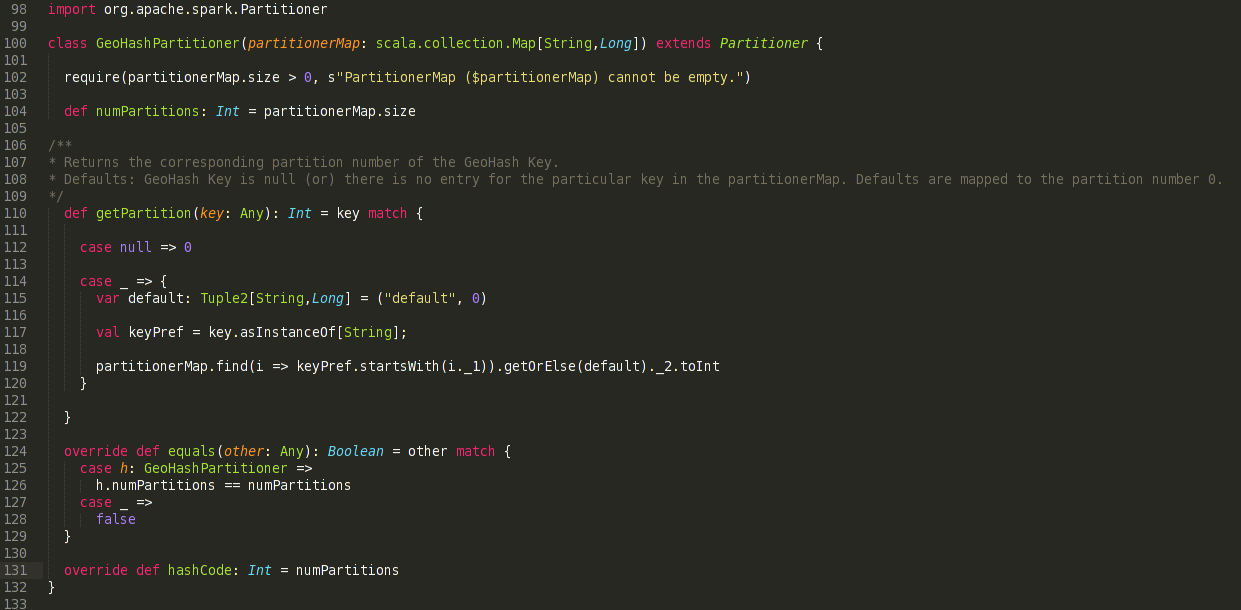 98 import org.apache.spark.Partitioner
99
100 class GeoHashPartitioner(partitionerMap: scala.collection.Map[String,Long]) extends Partitioner {
101
102   require(partitionerMap.size > 0, s"PartitionerMap ($partitionerMap) cannot be empty.")
103
104   def numPartitions: Int = partitionerMap.size
105
106 /**
107 * Returns the corresponding partition number of the GeoHash Key.
108 * Defaults: GeoHash Key is null (or) there is no entry for the particular key in the partitionerMap. Defaults are mapped to the partition number 0.
109 */
110   def getPartition(key: Any): Int = key match {
111
112     case null => 0
113
114     case _ => {
115       var default: Tuple2[String,Long] = ("default", 0)
116
117       val keyPref = key.asInstanceOf[String];
118
119       partitionerMap.find(i => keyPref.startsWith(i._1)).getOrElse(default)._2.toInt
120     }
121
122   }
123
124   override def equals(other: Any): Boolean = other match {
125     case h: GeoHashPartitioner =>
126       h.numPartitions == numPartitions
127     case _ =>
128       false
129   }
130
131   override def hashCode: Int = numPartitions
132 }
133